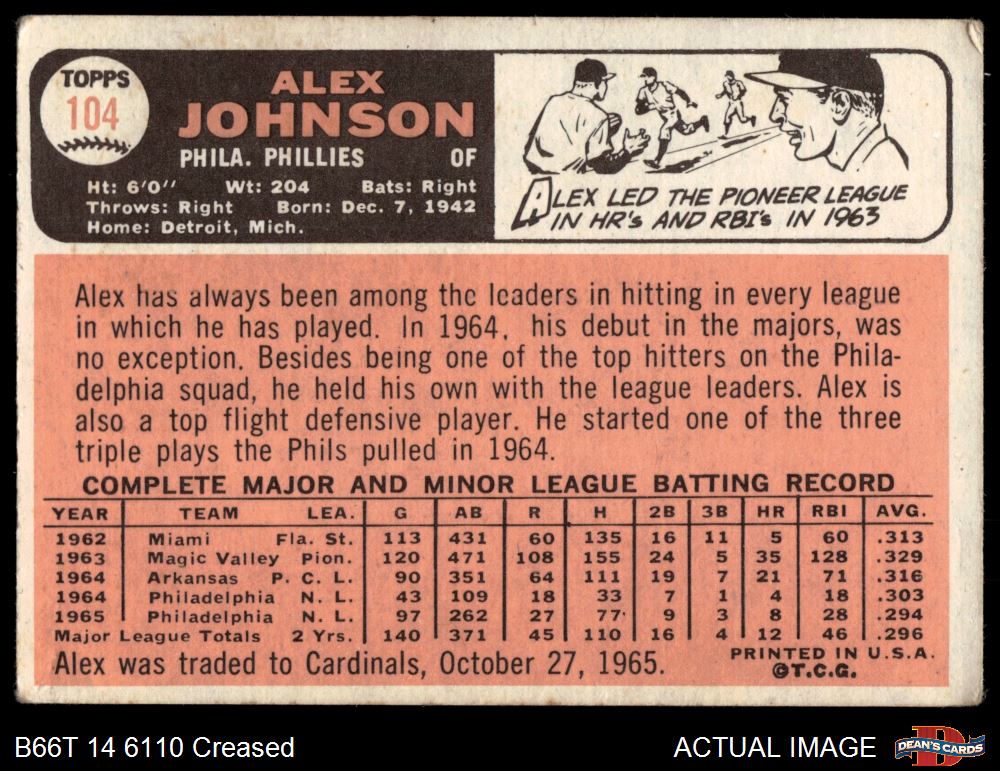 TOPPS
104
ALEX
JOHNSON
PHILA. PHILLIES OF
Ht: 6'0" Wt: 204 Bats: Right
Throws: Right Born: Dec. 7, 1942
Home: Detroit, Mich.
ALEX LED THE PIONEER LEAGUE
IN HR's AND RBI's IN 1963
Alex has always been among the leaders in hitting in every league
in which he has played. In 1964, his debut in the majors, was
no exception. Besides being one of the top hitters on the Phila-
delphia squad, he held his own with the league leaders. Alex is
also a top flight defensive player. He started one of the three
triple plays the Phils pulled in 1964.
COMPLETE MAJOR AND MINOR LEAGUE BATTING RECORD
YEAR TEAM LEA. G AB R H 2B 3B HR RBI AVG.
1962 Miami Fla. St. 113 431 60 135 16 11 5 60 .313
1963 Magic Valley Pion. 120 471 108 155 24 5 35 128 .329
1964 Arkansas P. C. L. 90 351 64 111 19 7 21 71 .316
1964 Philadelphia N. L. 43 109 18 33 7 1 4 18 .303
1965 Philadelphia N. L. 97 262 27 77 9 3 8 28 .294
Major League Totals 2 Yrs. 140 371 45 110 16 4 12 46 .296
Alex was traded to Cardinals, October 27, 1965.
PRINTED IN U.S.A.
©T.C.G.
B66T 14 6110 Creased
ACTUAL IMAGE
DEAN'S CARDS